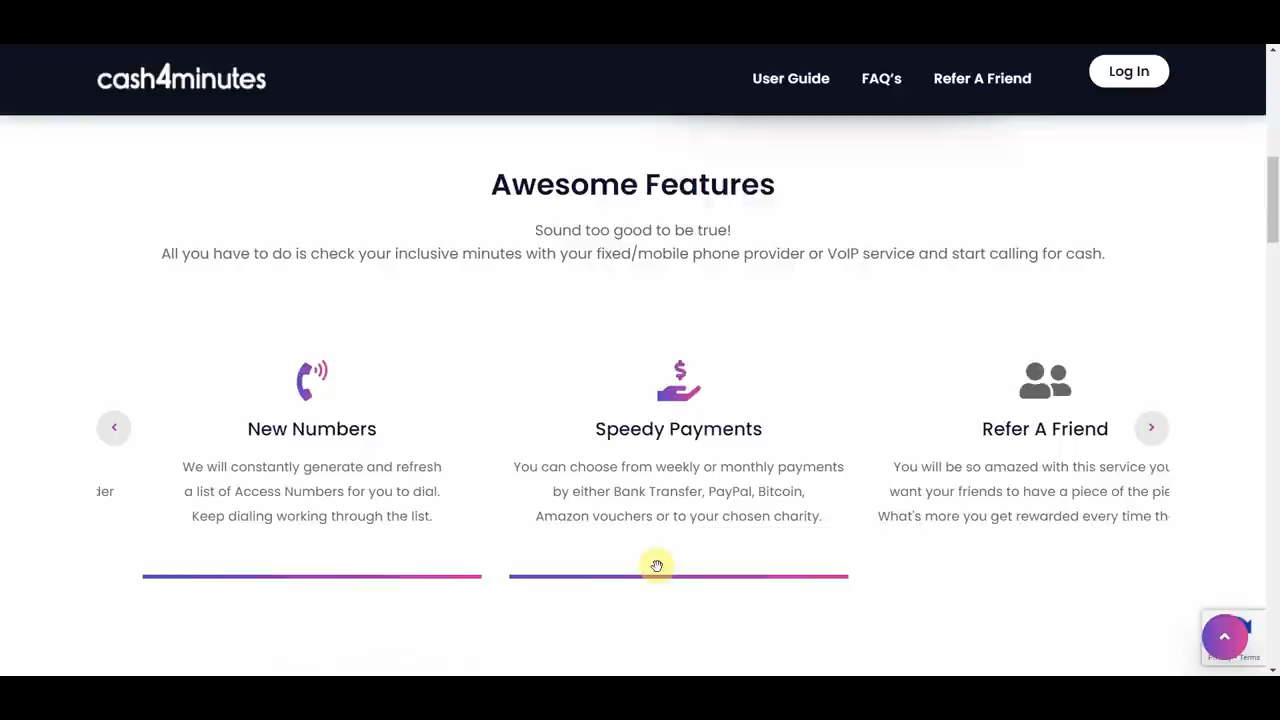 cash4minutes
User Guide
FAQ's
Refer A Friend
Log In
Awesome Features
Sound too good to be true!
All you have to do is check your inclusive minutes with your fixed/mobile phone provider or VoIP service and start calling for cash.
der
New Numbers
We will constantly generate and refresh
a list of Access Numbers for you to dial.
Keep dialing working through the list.
Speedy Payments
You can choose from weekly or monthly payments
by either Bank Transfer, PayPal, Bitcoin,
Amazon vouchers or to your chosen charity.
Refer A Friend
You will be so amazed with this service you
want your friends to have a piece of the pie
What's more you get rewarded every time th
Terms